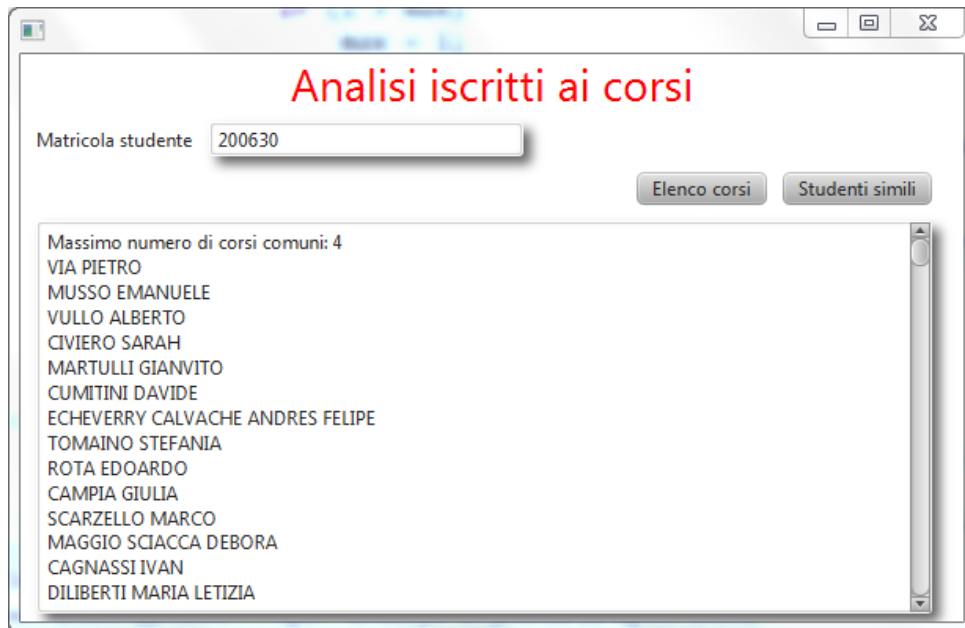 Analisi iscritti ai corsi
Matricola studente 200630
Elenco corsi Studenti simili
Massimo numero di corsi comuni: 4
VIA PIETRO
MUSSO EMANUELE
VULLO ALBERTO
CIVIERO SARAH
MARTULLI GIANVITO
CUMITINI DAVIDE
ECHEVERRY CALVACHE ANDRES FELIPE
TOMAINO STEFANIA
ROTA EDOARDO
CAMPIA GIULIA
SCARZELLO MARCO
MAGGIO SCIACCA DEBORA
CAGNASSI IVAN
DILIBERTI MARIA LETIZIA